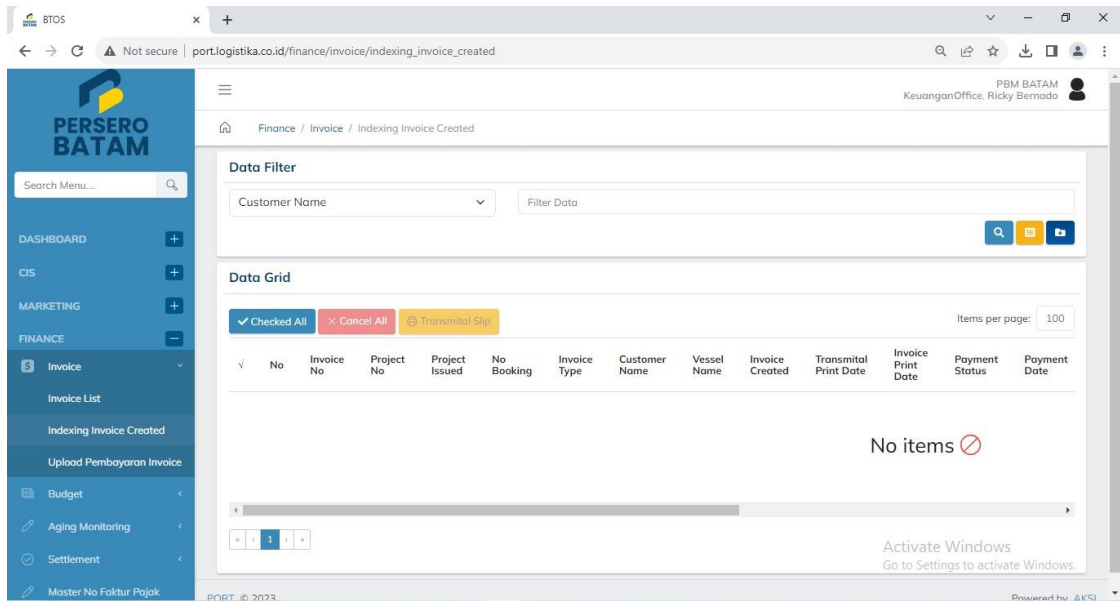 BTOS
Not secure
port.logistika.co.id/finance/invoice/indexing_invoice_created
PERSERO
BATAM
Search Menu....
DASHBOARD
CIS
MARKETING
FINANCE
Invoice
Invoice List
Indexing Invoice Created
Upload Pembayaran Invoice
Budget
Aging Monitoring
Settlement
Master No Faktur Pajak
PBM BATAM
KeuanganOffice, Ricky Bernado
Finance / Invoice / Indexing Invoice Created
Data Filter
Customer Name
Filter Data
Data Grid
Checked All
Cancel All
Transmital Slip
Items per page: 100
√ No Invoice No Project No Project Issued No Booking Invoice Type Customer Name Vessel Name Invoice Created Transmital Print Date Invoice Print Date Payment Status Payment Date
No items
« ‹ 1 › »
Activate Windows
Go to Settings to activate Windows.
PORT © 2023.
Powered by AKSI